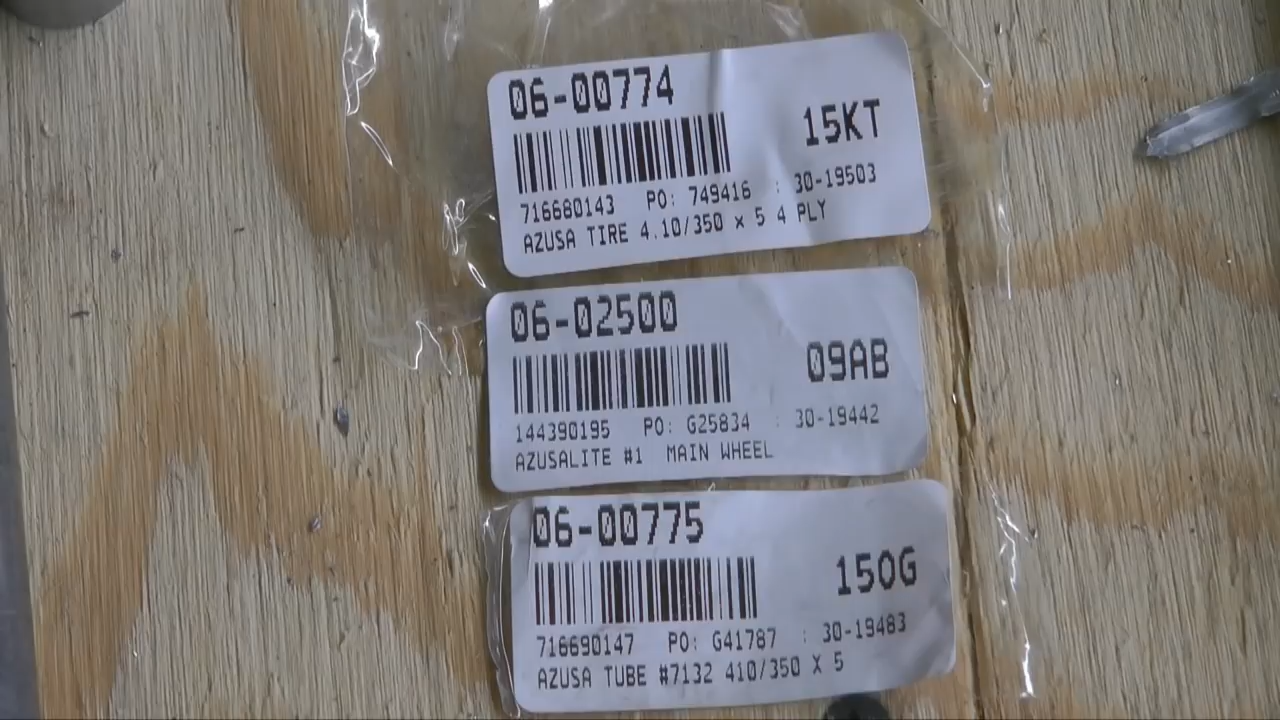 06-00774
15KT
716680143 PO: 749416 : 30-19503
AZUSA TIRE 4.10/350 x 5 4 PLY
06-02500
09AB
144390195 PO: G25834 : 30-19442
AZUSALITE #1 MAIN WHEEL
06-00775
150G
716690147 PO: G41787 : 30-19483
AZUSA TUBE #7132 410/350 X 5